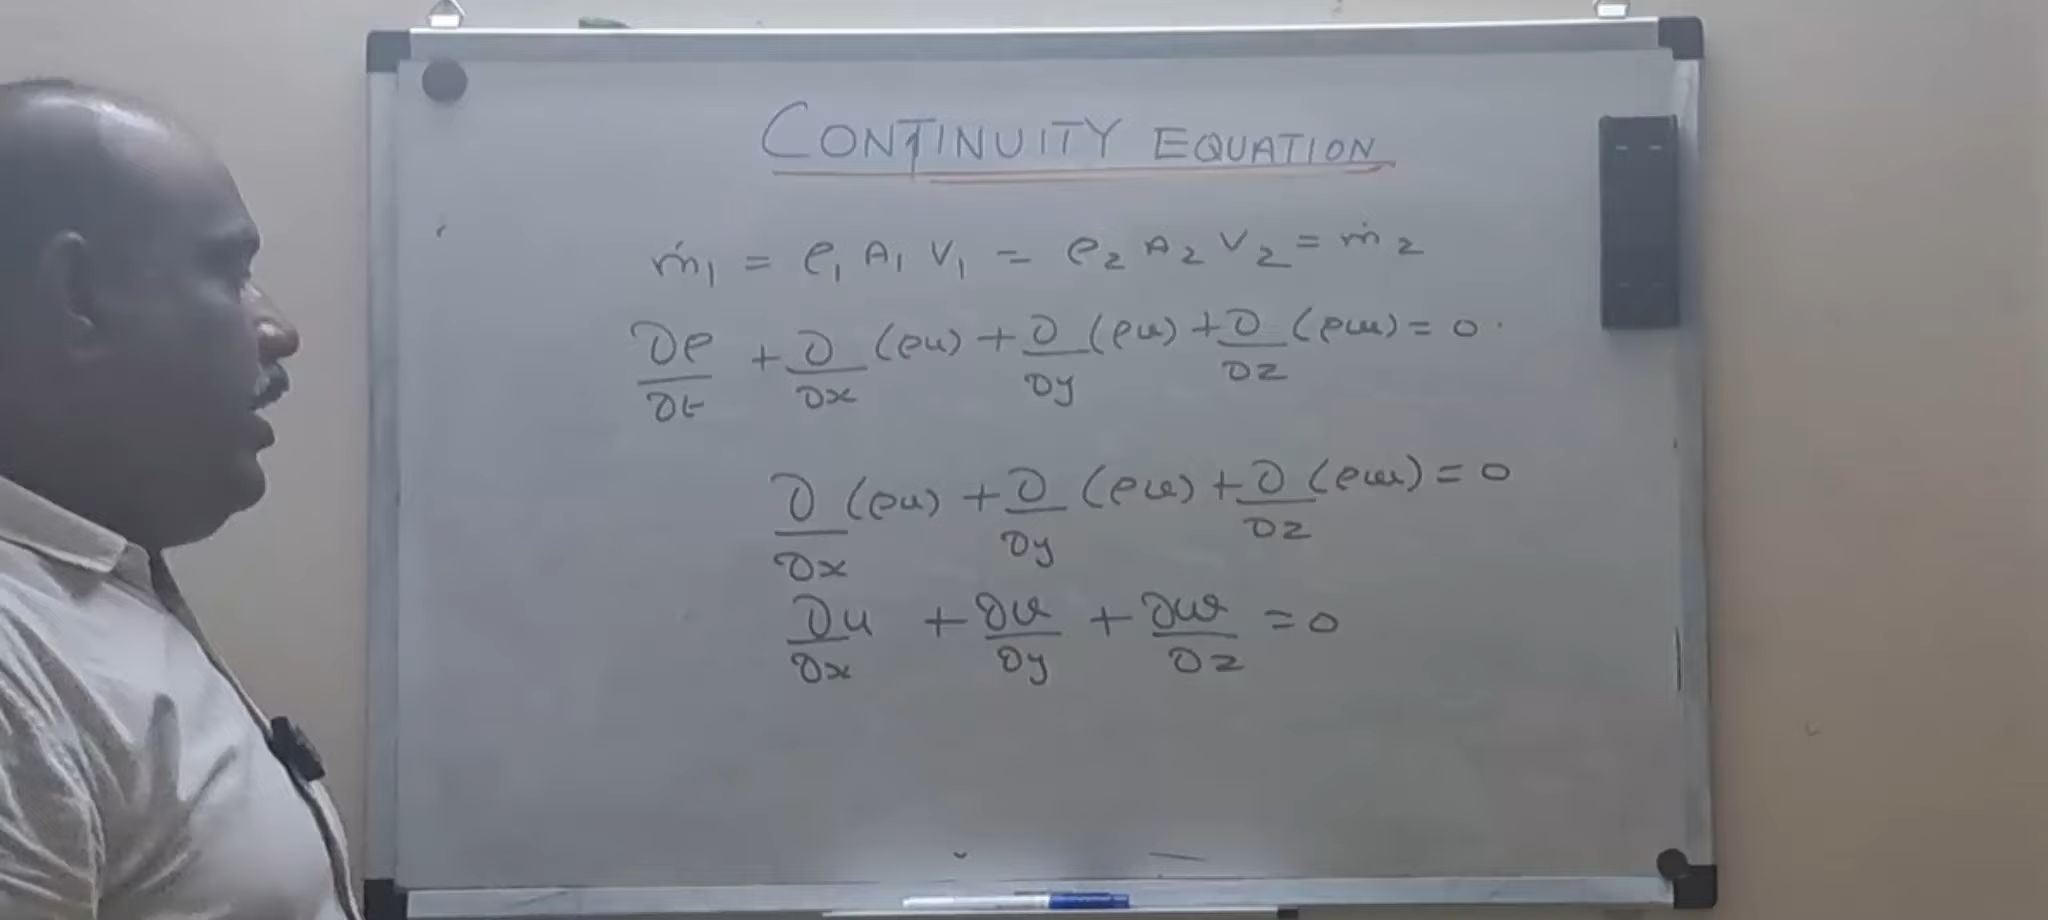 CONTINUITY EQUATION
ṁ₁ = ρ₁ A₁ V₁ = ρ₂ A₂ V₂ = ṁ₂
∂ρ/∂t + ∂/∂x (ρu) + ∂/∂y (ρv) + ∂/∂z (ρw) = 0.
∂/∂x (ρu) + ∂/∂y (ρv) + ∂/∂z (ρw) = 0
∂u/∂x + ∂v/∂y + ∂w/∂z = 0